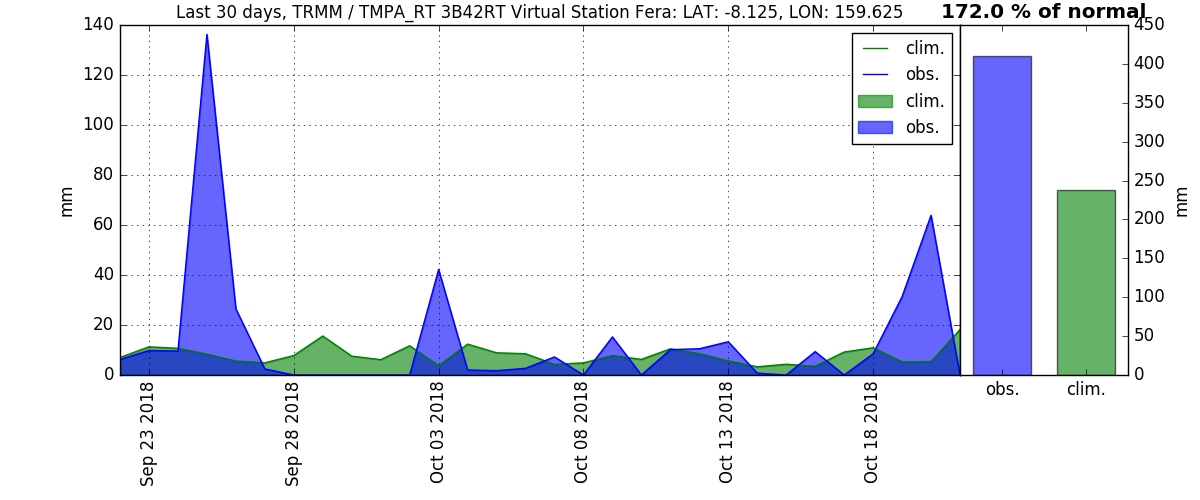 Last 30 days, TRMM / TMPA_RT 3B42RT Virtual Station Fera: LAT: -8.125, LON: 159.625
172.0 % of normal
140
120
100
80
60
40
20
0
mm
clim.
obs.
clim.
obs.
Sep 23 2018
Sep 28 2018
Oct 03 2018
Oct 08 2018
Oct 13 2018
Oct 18 2018
450
400
350
300
250
200
150
100
50
0
mm
obs.
clim.